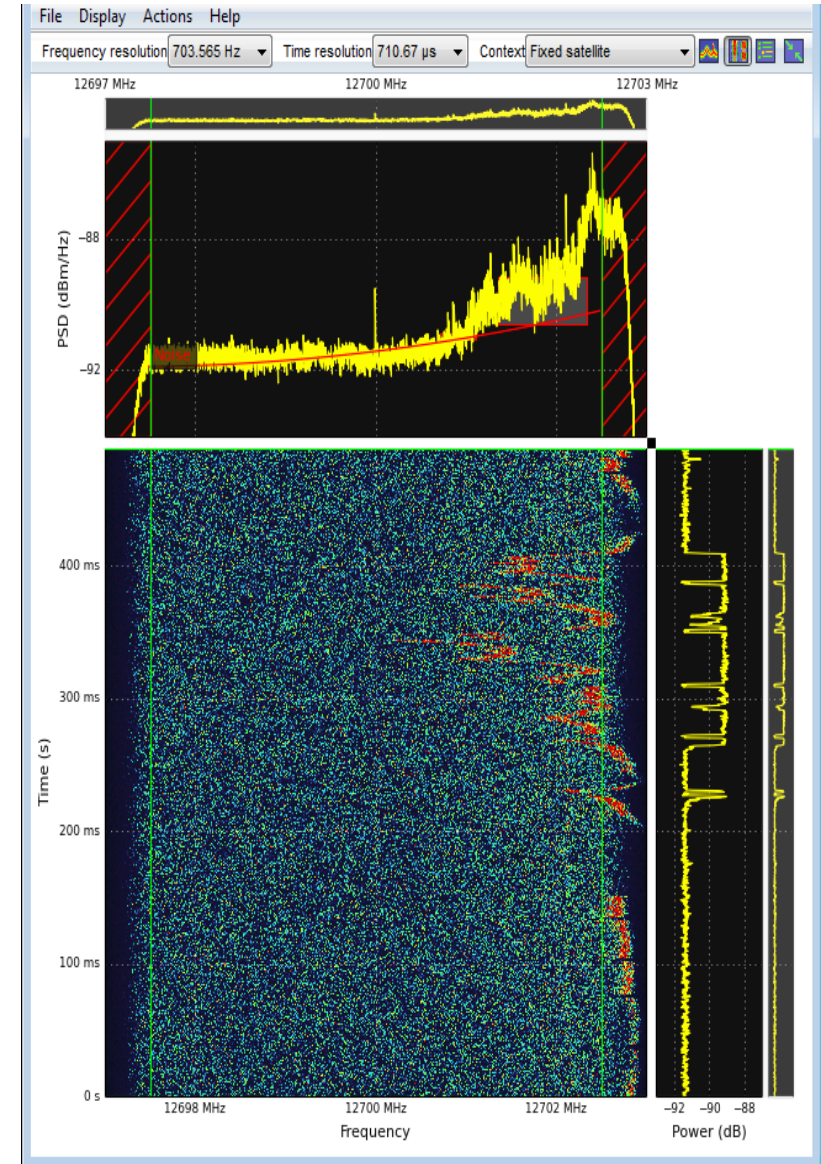 File Display Actions Help
Frequency resolution 703.565 Hz Time resolution 710.67 µs Context Fixed satellite
12697 MHz 12700 MHz 12703 MHz
PSD (dBm/Hz)
−88
Noise
−92
Time (s)
400 ms
300 ms
200 ms
100 ms
0 s
12698 MHz 12700 MHz 12702 MHz −92 −90 −88
Frequency Power (dB)